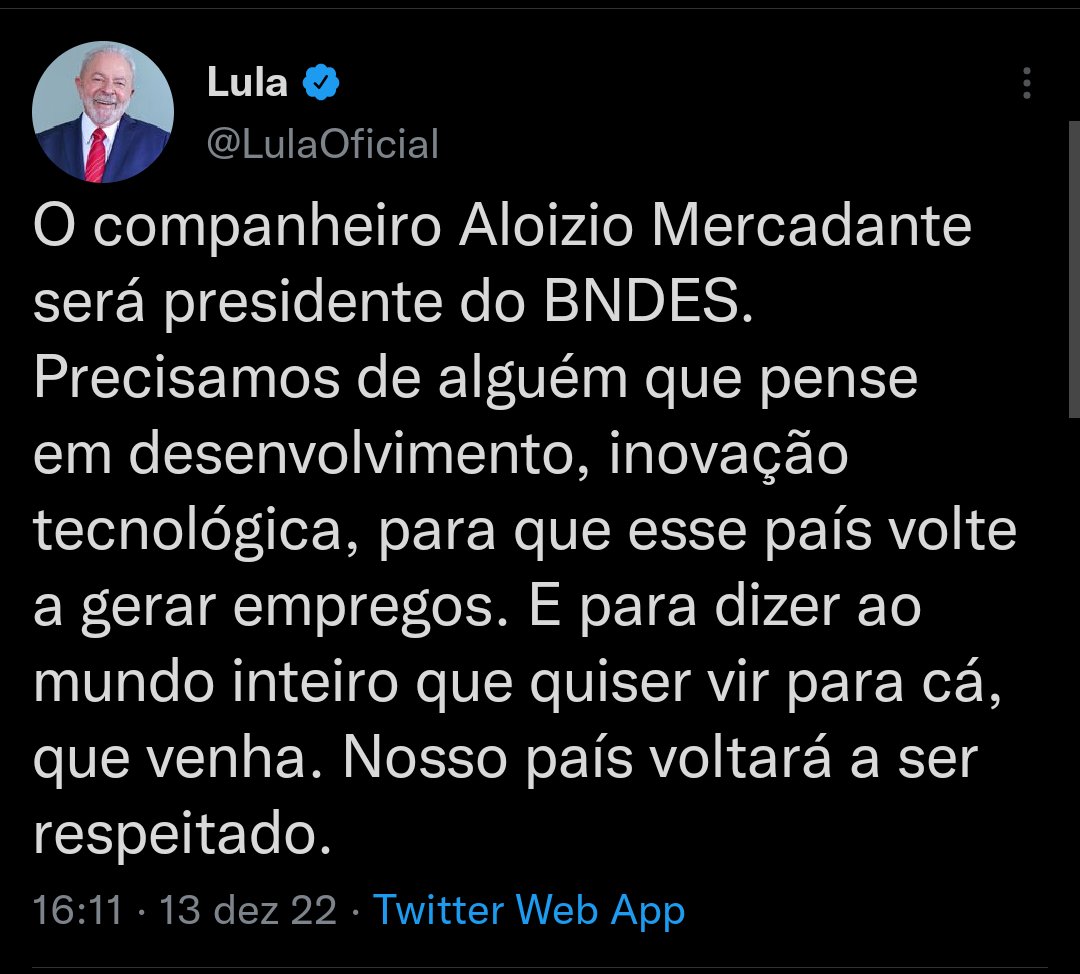 Lula
@LulaOficial
O companheiro Aloizio Mercadante
será presidente do BNDES.
Precisamos de alguém que pense
em desenvolvimento, inovação
tecnológica, para que esse país volte
a gerar empregos. E para dizer ao
mundo inteiro que quiser vir para cá,
que venha. Nosso país voltará a ser
respeitado.
16:11 · 13 dez 22 · Twitter Web App